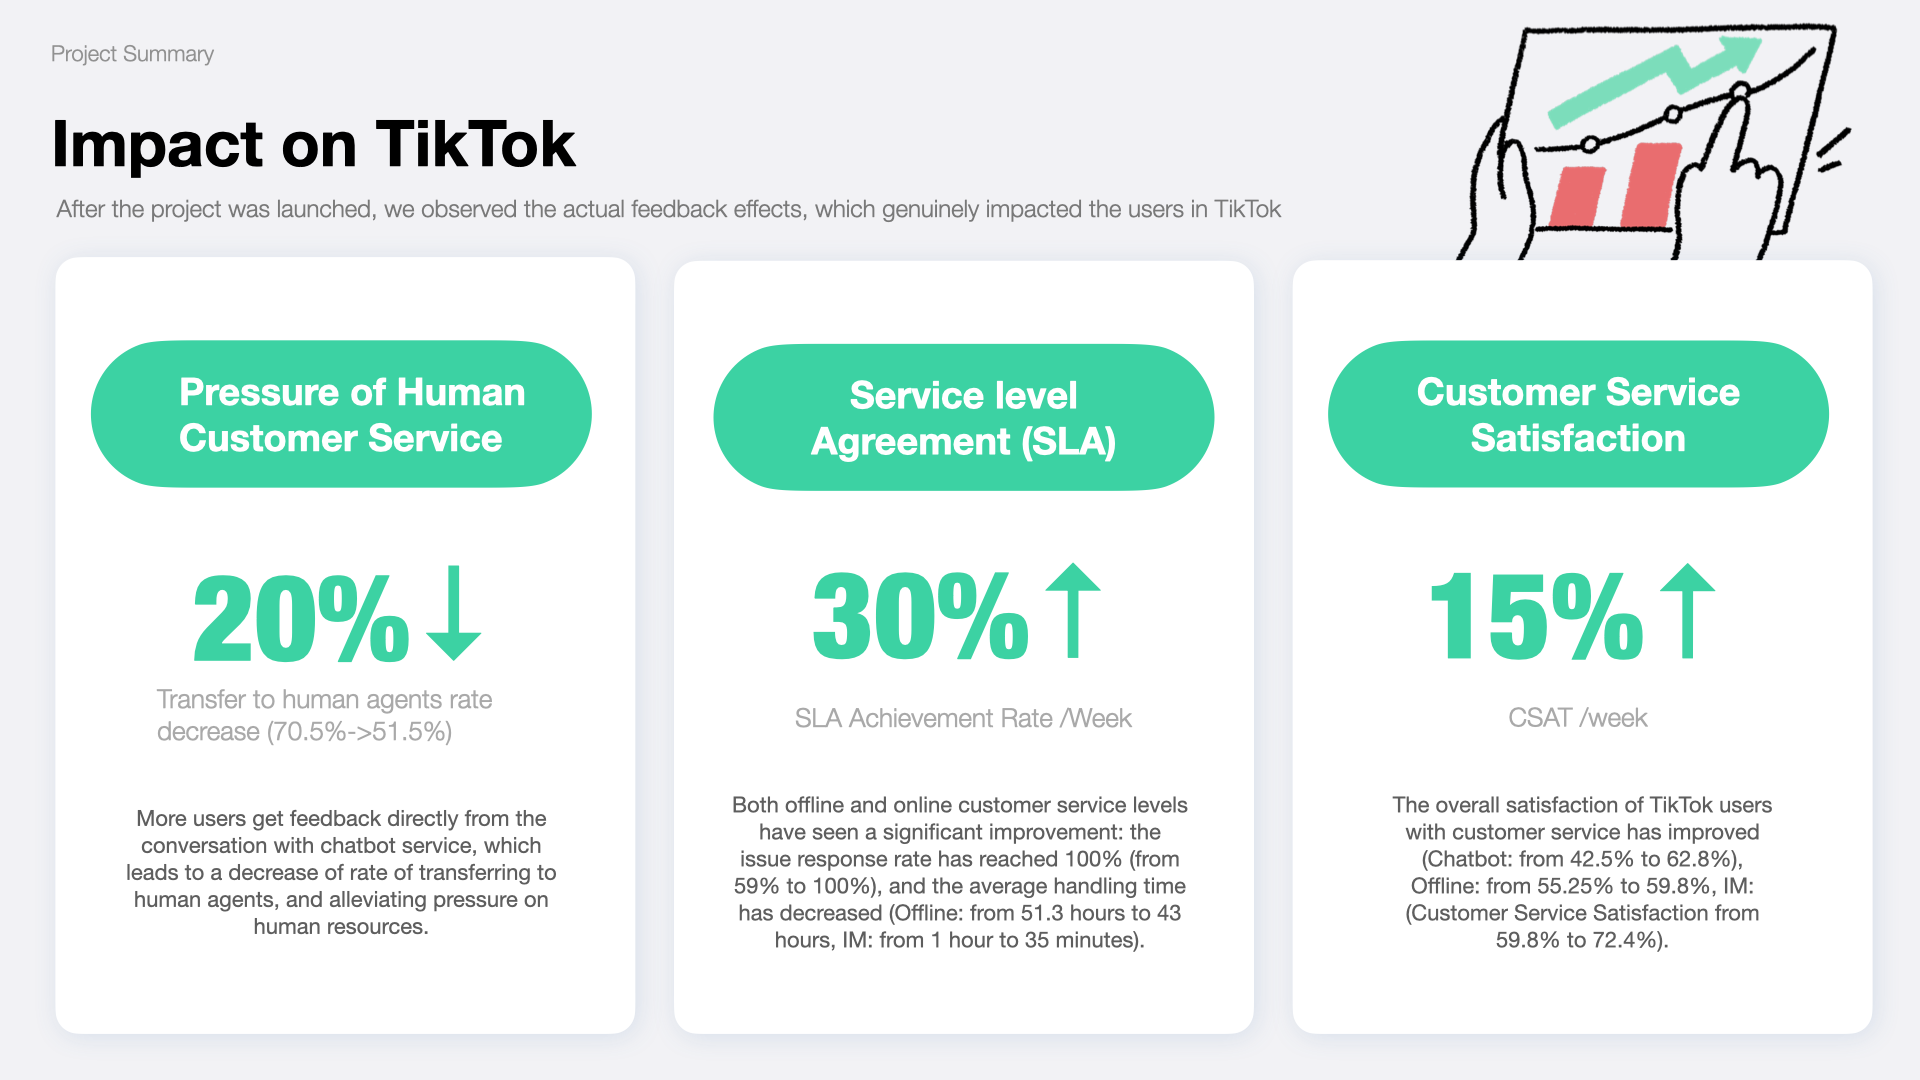 Project Summary
Impact on TikTok
After the project was launched, we observed the actual feedback effects, which genuinely impacted the users in TikTok
Pressure of Human
Customer Service
20%↓
Transfer to human agents rate
decrease (70.5%->51.5%)
More users get feedback directly from the
conversation with chatbot service, which
leads to a decrease of rate of transferring to
human agents, and alleviating pressure on
human resources.
Service level
Agreement (SLA)
30%↑
SLA Achievement Rate /Week
Both offline and online customer service levels
have seen a significant improvement: the
issue response rate has reached 100% (from
59% to 100%), and the average handling time
has decreased (Offline: from 51.3 hours to 43
hours, IM: from 1 hour to 35 minutes).
Customer Service
Satisfaction
15%↑
CSAT /week
The overall satisfaction of TikTok users
with customer service has improved
(Chatbot: from 42.5% to 62.8%),
Offline: from 55.25% to 59.8%, IM:
(Customer Service Satisfaction from
59.8% to 72.4%).